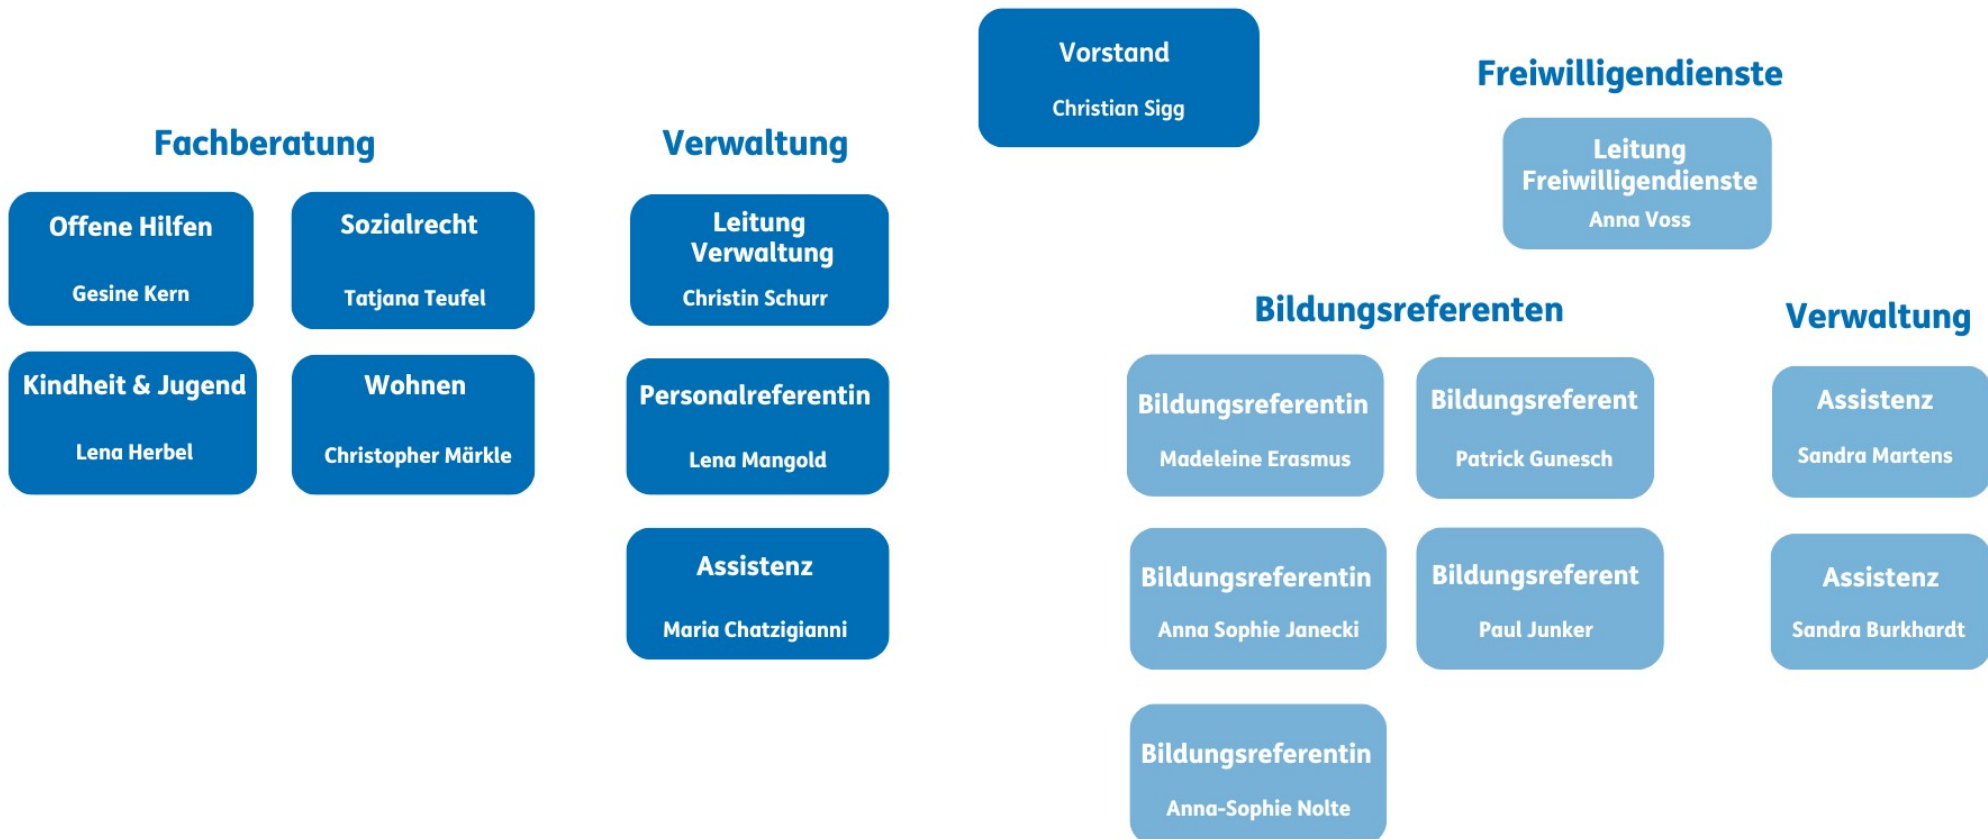 Vorstand
Christian Sigg
Fachberatung
Offene Hilfen
Gesine Kern
Sozialrecht
Tatjana Teufel
Kindheit & Jugend
Lena Herbel
Wohnen
Christopher Märkle
Verwaltung
Leitung
Verwaltung
Christin Schurr
Personalreferentin
Lena Mangold
Assistenz
Maria Chatzigianni
Freiwilligendienste
Leitung
Freiwilligendienste
Anna Voss
Bildungsreferenten
Bildungsreferentin
Madeleine Erasmus
Bildungsreferent
Patrick Gunesch
Bildungsreferentin
Anna Sophie Janecki
Bildungsreferent
Paul Junker
Bildungsreferentin
Anna-Sophie Nolte
Verwaltung
Assistenz
Sandra Martens
Assistenz
Sandra Burkhardt